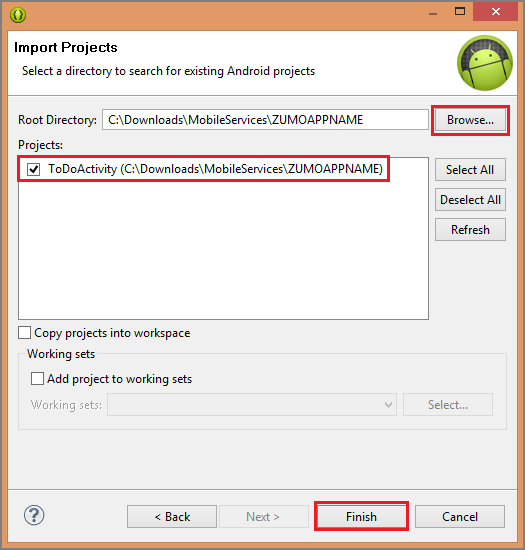 Import Projects
Select a directory to search for existing Android projects
Root Directory: C:\Downloads\MobileServices\ZUMOAPPNAME Browse...
Projects:
ToDoActivity (C:\Downloads\MobileServices\ZUMOAPPNAME) Select All
Deselect All
Refresh
Copy projects into workspace
Working sets
Add project to working sets
Working sets: Select...
? < Back Next > Finish Cancel